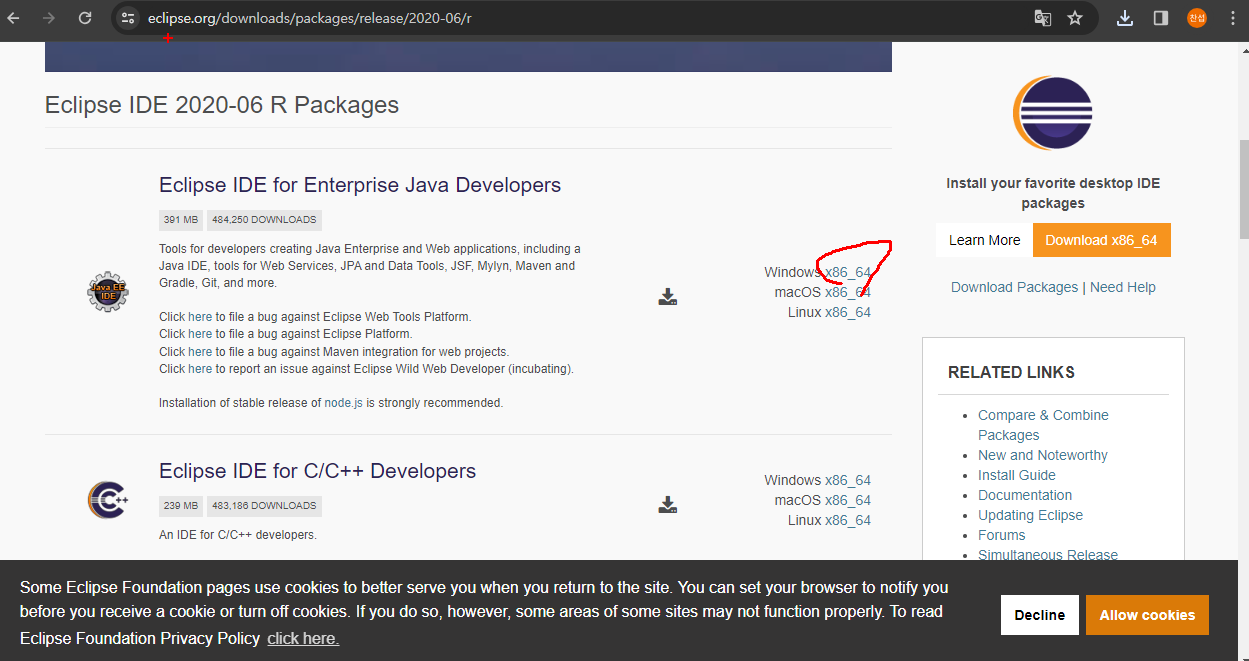 eclipse.org/downloads/packages/release/2020-06/r
찬섭
Eclipse IDE 2020-06 R Packages
Eclipse IDE for Enterprise Java Developers
391 MB 484,250 DOWNLOADS
Tools for developers creating Java Enterprise and Web applications, including a
Java IDE, tools for Web Services, JPA and Data Tools, JSF, Mylyn, Maven and
Gradle, Git, and more.
Click here to file a bug against Eclipse Web Tools Platform.
Click here to file a bug against Eclipse Platform.
Click here to file a bug against Maven integration for web projects.
Click here to report an issue against Eclipse Wild Web Developer (incubating).
Installation of stable release of node.js is strongly recommended.
Java EE
IDE
Windows x86_64
macOS x86_64
Linux x86_64
Eclipse IDE for C/C++ Developers
239 MB 483,186 DOWNLOADS
An IDE for C/C++ developers.
C++
Windows x86_64
macOS x86_64
Linux x86_64
Install your favorite desktop IDE
packages
Learn More Download x86_64
Download Packages | Need Help
RELATED LINKS
Compare & Combine
Packages
New and Noteworthy
Install Guide
Documentation
Updating Eclipse
Forums
Simultaneous Release
Some Eclipse Foundation pages use cookies to better serve you when you return to the site. You can set your browser to notify you
before you receive a cookie or turn off cookies. If you do so, however, some areas of some sites may not function properly. To read
Eclipse Foundation Privacy Policy click here.
Decline Allow cookies